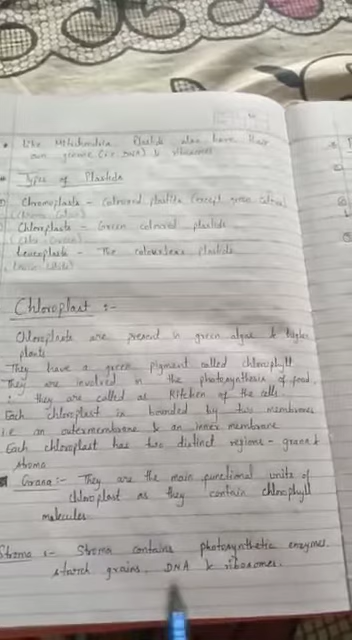 Like Mitochondria, Plastids also have their
own genome (i.e. DNA) & ribosomes
Types of Plastids
Chromoplasts - Coloured plastids (except green colour)
Chloroplasts - Green coloured plastids
Leucoplasts - The colourless plastids
Chloroplast :-
Chloroplasts are present in green algae & higher
plants
They have a green pigment called chlorophyll
They are involved in the photosynthesis of food,
∴ they are called as kitchen of the cells.
Each chloroplast is bounded by two membranes
i.e an outermembrane & an inner membrane
Each chloroplast has two distinct regions - grana &
stroma
Grana :- They are the main functional units of
chloroplast as they contain chlorophyll
molecules
Stroma :- Stroma contains photosynthetic enzymes,
starch grains, DNA & ribosomes.